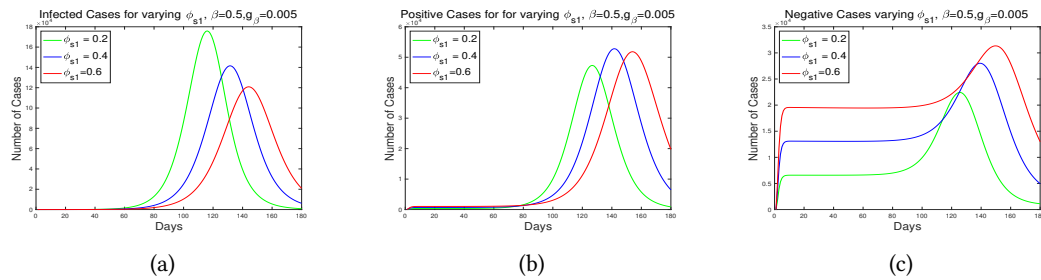 Infected Cases for varying ϕs1, β=0.5,gβ=0.005
ϕs1 = 0.2
ϕs1 = 0.4
ϕs1 =0.6
Number of Cases
18
16
14
12
10
8
6
4
2
0
0 20 40 60 80 100 120 140 160 180
Days
(a)
Positive Cases for for varying ϕs1, β=0.5,gβ=0.005
ϕs1 = 0.2
ϕs1 = 0.4
ϕs1=0.6
Number of Cases
6
5
4
3
2
1
0
0 20 40 60 80 100 120 140 160 180
Days
(b)
Negative Cases varying ϕs1, β=0.5,gβ=0.005
ϕs1 = 0.2
ϕs1 = 0.4
ϕs1=0.6
Number of Cases
3.5
3
2.5
2
1.5
1
0.5
0
0 20 40 60 80 100 120 140 160 180
Days
(c)